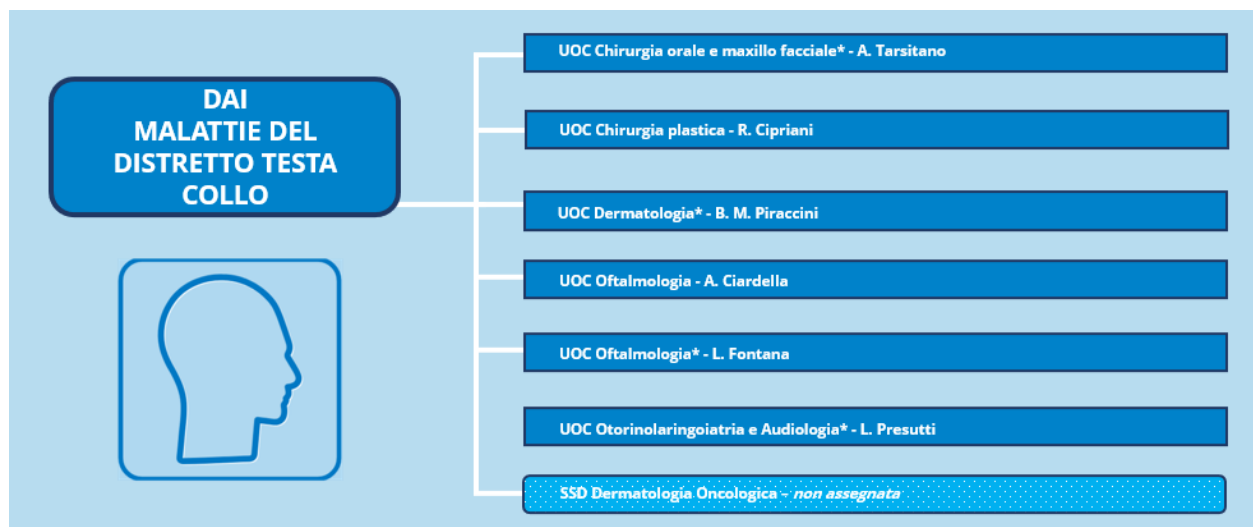 DAI
MALATTIE DEL
DISTRETTO TESTA
COLLO
UOC Chirurgia orale e maxillo facciale* - A. Tarsitano
UOC Chirurgia plastica - R. Cipriani
UOC Dermatologia* - B. M. Piraccini
UOC Oftalmologia - A. Ciardella
UOC Oftalmologia* - L. Fontana
UOC Otorinolaringoiatria e Audiologia* - L. Presutti
SSD Dermatologia Oncologica – non assegnata